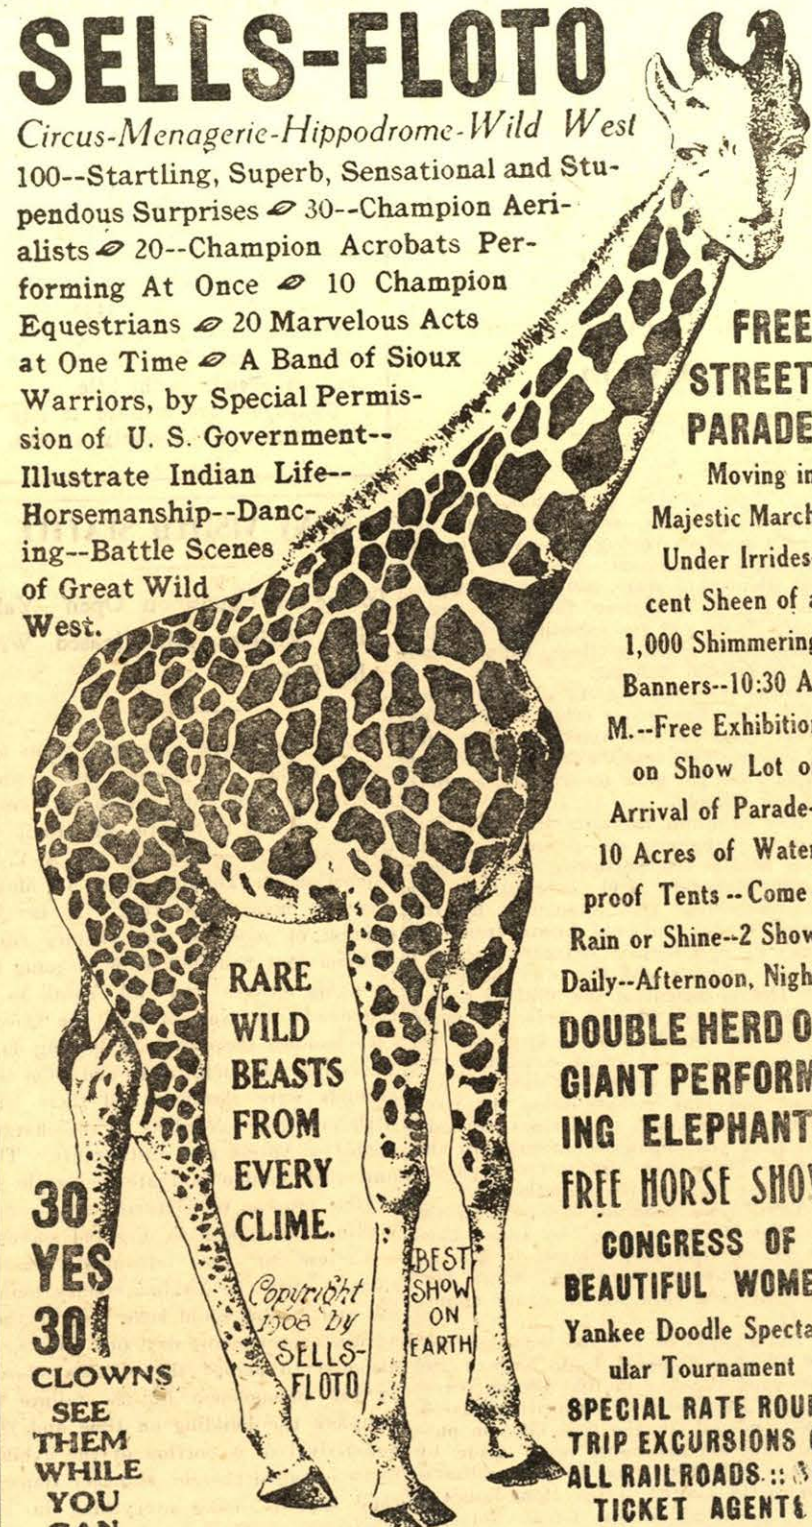 SELLS-FLOTO
Circus-Menagerie-Hippodrome-Wild West
100--Startling, Superb, Sensational and Stu-
pendous Surprises 30--Champion Aeri-
alists 20--Champion Acrobats Per-
forming At Once 10 Champion
Equestrians 20 Marvelous Acts
at One Time A Band of Sioux
Warriors, by Special Permis-
sion of U. S. Government--
Illustrate Indian Life--
Horsemanship--Danc-
ing--Battle Scenes
of Great Wild
West.
FREE
STREET
PARADE
Moving in
Majestic March
Under Irrides-
cent Sheen of a
1,000 Shimmering
Banners--10:30 A
M.--Free Exhibition
on Show Lot o
Arrival of Parade-
10 Acres of Water
proof Tents--Come
Rain or Shine--2 Show
Daily--Afternoon, Nigh
DOUBLE HERD O
GIANT PERFORM
ING ELEPHANT
FREE HORSE SHOW
CONGRESS OF
BEAUTIFUL WOME
Yankee Doodle Specta
ular Tournament
SPECIAL RATE ROU
TRIP EXCURSIONS
ALL RAILROADS ::
TICKET AGENTS
RARE
WILD
BEASTS
FROM
EVERY
CLIME.
30
YES
30
CLOWNS
SEE
THEM
WHILE
YOU
CAN
Copyright
1908 by
SELLS-
FLOTO
BEST
SHOW
ON
EARTH